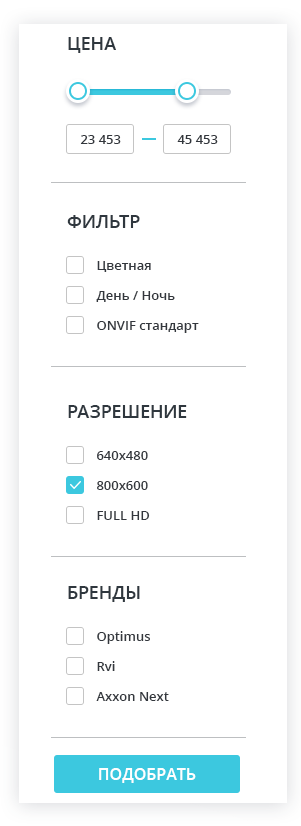 ЦЕНА
23 453 — 45 453
ФИЛЬТР
Цветная
День / Ночь
ONVIF стандарт
РАЗРЕШЕНИЕ
640x480
800x600
FULL HD
БРЕНДЫ
Optimus
Rvi
Axxon Next
ПОДОБРАТЬ